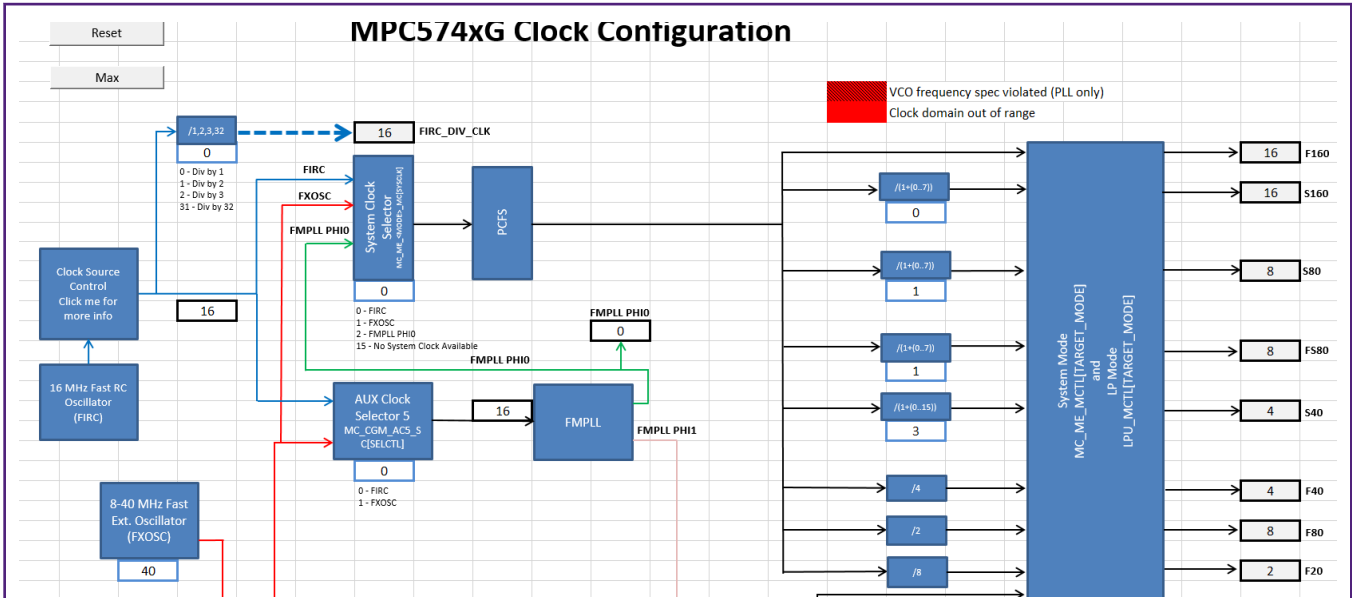 MPC574xG Clock Configuration
Reset
Max
VCO frequency spec violated (PLL only)
Clock domain out of range
/1,2,3,32
0
0 - Div by 1
1 - Div by 2
2 - Div by 3
31 - Div by 32
16
FIRC_DIV_CLK
FIRC
FXOSC
FMPLL PHI0
System Clock
Selector
MC_ME_<MODE>_MC[SYSCLK]
0
0 - FIRC
1 - FXOSC
2 - FMPLL PHI0
15 - No System Clock Available
PCFS
Clock Source
Control
Click me for
more info
16
16 MHz Fast RC
Oscillator
(FIRC)
FMPLL PHI0
0
FMPLL PHI0
AUX Clock
Selector 5
MC_CGM_AC5_S
C[SELCTL]
0
0 - FIRC
1 - FXOSC
16
FMPLL
FMPLL PHI1
8-40 MHz Fast
Ext. Oscillator
(FXOSC)
40
/(1+(0..7))
0
/(1+(0..7))
1
/(1+(0..7))
1
/(1+(0..15))
3
/4
/2
/8
System Mode
MC_ME_MCTL[TARGET_MODE]
and
LP Mode
LPU_MCTL[TARGET_MODE]
16 F160
16 S160
8 S80
8 FS80
4 S40
4 F40
8 F80
2 F20